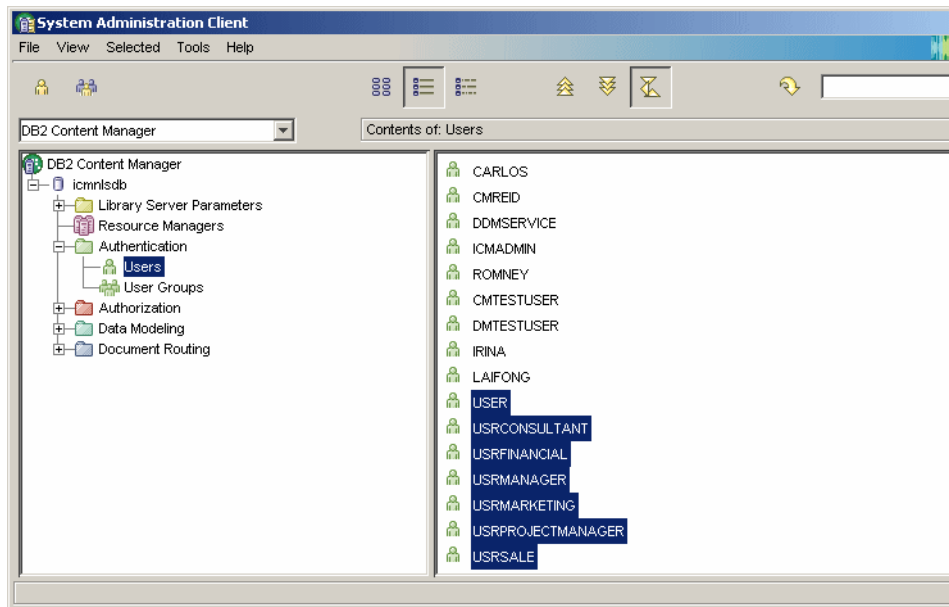 System Administration Client
File View Selected Tools Help
DB2 Content Manager
Contents of: Users
DB2 Content Manager
icmnlsdb
Library Server Parameters
Resource Managers
Authentication
Users
User Groups
Authorization
Data Modeling
Document Routing
CARLOS
CMREID
DDMSERVICE
ICMADMIN
ROMNEY
CMTESTUSER
DMTESTUSER
IRINA
LAIFONG
USER
USRCONSULTANT
USRFINANCIAL
USRMANAGER
USRMARKETING
USRPROJECTMANAGER
USRSALE